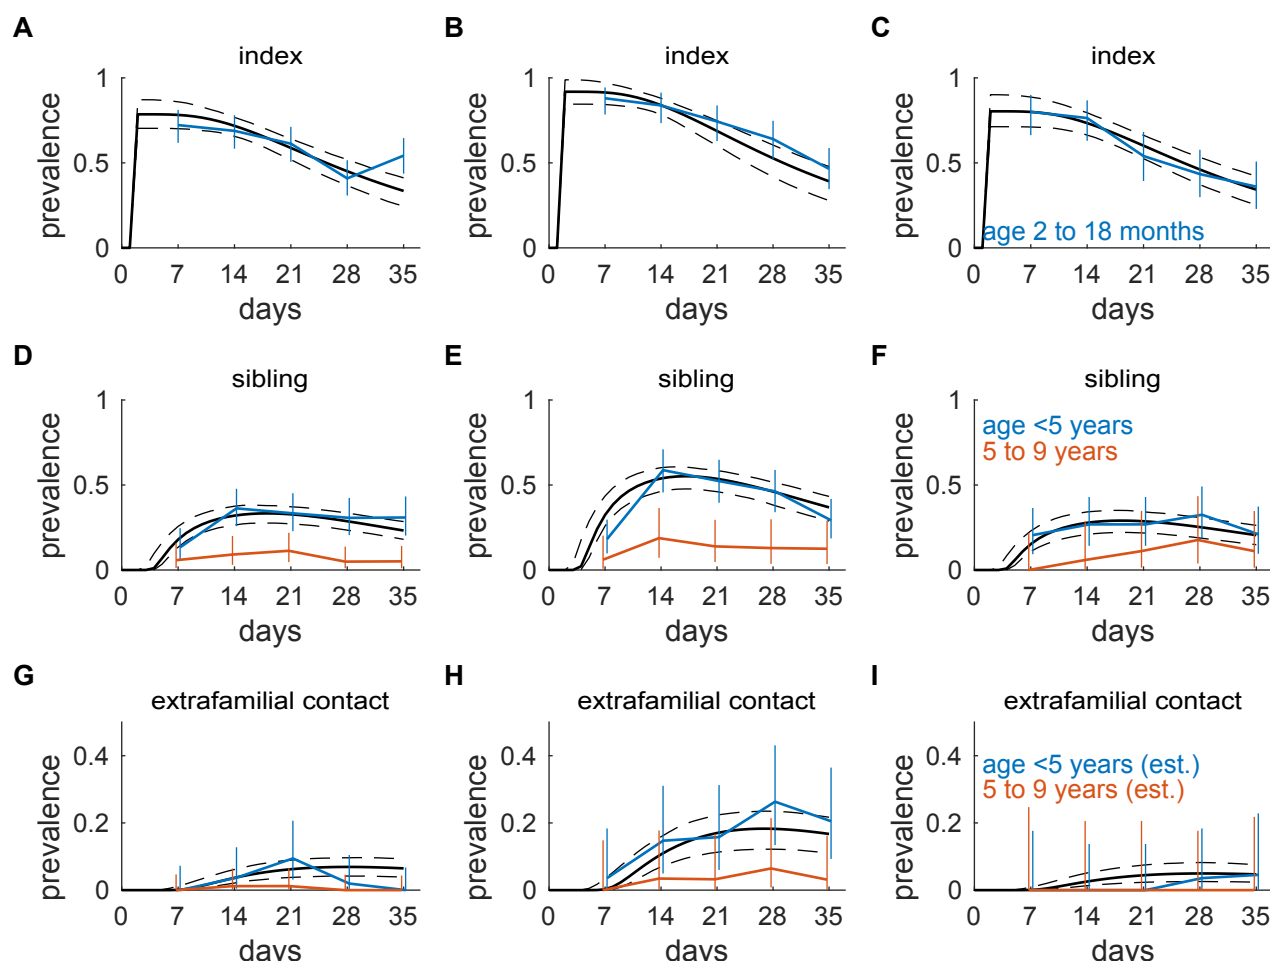 A
B
C
index
index
index
prevalence
1
0.5
0
0 7 14 21 28 35
days
prevalence
1
0.5
0
0 7 14 21 28 35
days
prevalence
1
0.5
0
age 2 to 18 months
0 7 14 21 28 35
days
D
E
F
sibling
sibling
sibling
prevalence
1
0.5
0
0 7 14 21 28 35
days
prevalence
1
0.5
0
0 7 14 21 28 35
days
prevalence
1
0.5
0
age <5 years
5 to 9 years
0 7 14 21 28 35
days
G
H
I
extrafamilial contact
extrafamilial contact
extrafamilial contact
prevalence
0.4
0.2
0
0 7 14 21 28 35
days
prevalence
0.4
0.2
0
0 7 14 21 28 35
days
prevalence
0.4
0.2
0
age <5 years (est.)
5 to 9 years (est.)
0 7 14 21 28 35
days